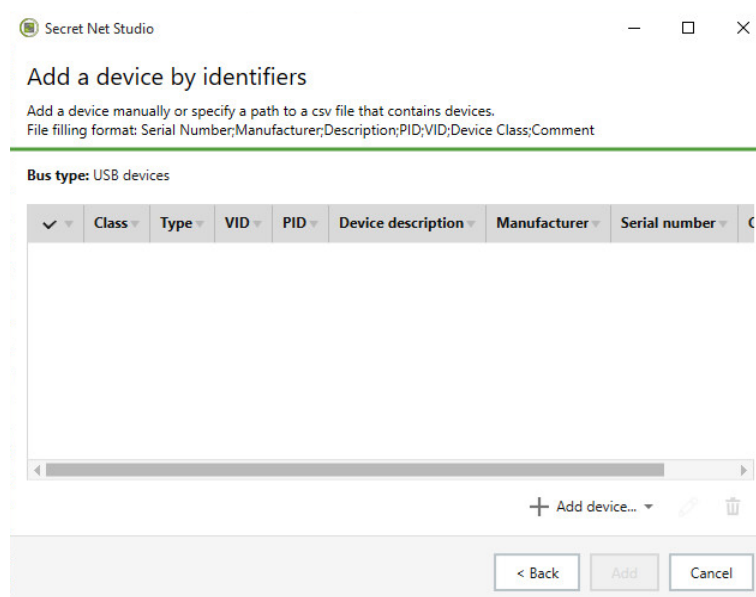 Secret Net Studio
Add a device by identifiers
Add a device manually or specify a path to a csv file that contains devices.
File filling format: Serial Number;Manufacturer;Description;PID;VID;Device Class;Comment
Bus type: USB devices
Class Type VID PID Device description Manufacturer Serial number
Add device...
< Back Add Cancel